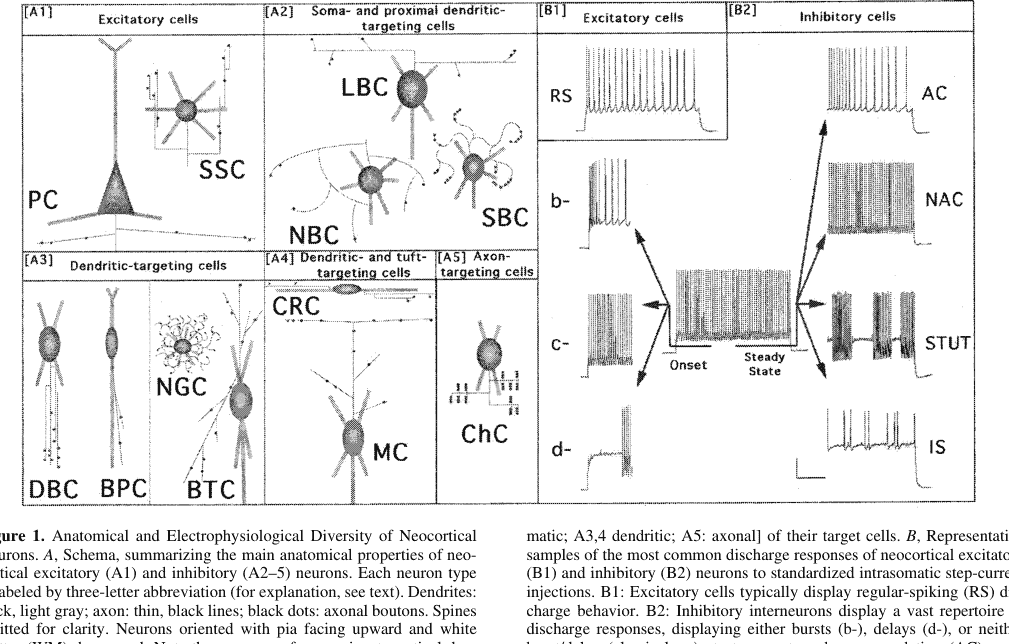 [A1] Excitatory cells
PC
SSC
[A2] Soma- and proximal dendritic-
targeting cells
LBC
NBC
SBC
[A3] Dendritic-targeting cells
DBC
BPC
NGC
BTC
[A4] Dendritic- and tuft-
targeting cells
CRC
MC
[A5] Axon-
targeting cells
ChC
[B1] Excitatory cells
RS
[B2] Inhibitory cells
b-
c-
d-
Onset
Steady
State
AC
NAC
STUT
IS
gure 1. Anatomical and Electrophysiological Diversity of Neocortical
urons. A, Schema, summarizing the main anatomical properties of neo-
tical excitatory (A1) and inhibitory (A2–5) neurons. Each neuron type
abeled by three-letter abbreviation (for explanation, see text). Dendrites:
ck, light gray; axon: thin, black lines; black dots: axonal boutons. Spines
itted for clarity. Neurons oriented with pia facing upward and white
matic; A3,4 dendritic; A5: axonal] of their target cells. B, Representati
samples of the most common discharge responses of neocortical excitato
(B1) and inhibitory (B2) neurons to standardized intrasomatic step-curre
injections. B1: Excitatory cells typically display regular-spiking (RS) di
charge behavior. B2: Inhibitory interneurons display a vast repertoire
discharge responses, displaying either bursts (b-), delays (d-), or neith